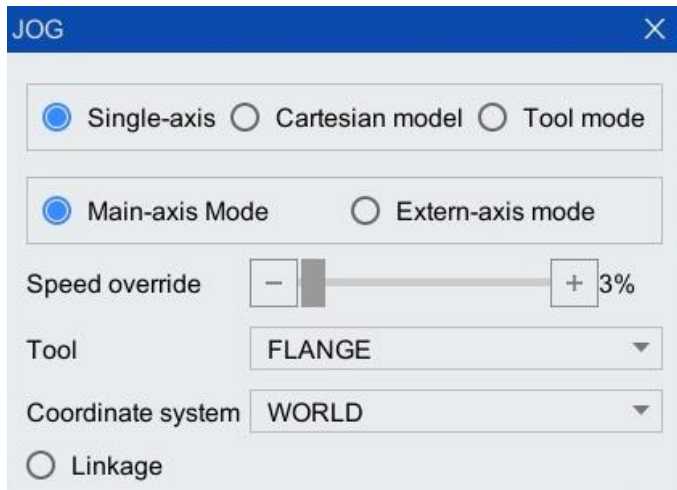 JOG
Single-axis Cartesian model Tool mode
Main-axis Mode Extern-axis mode
Speed override − + 3%
Tool FLANGE
Coordinate system WORLD
Linkage